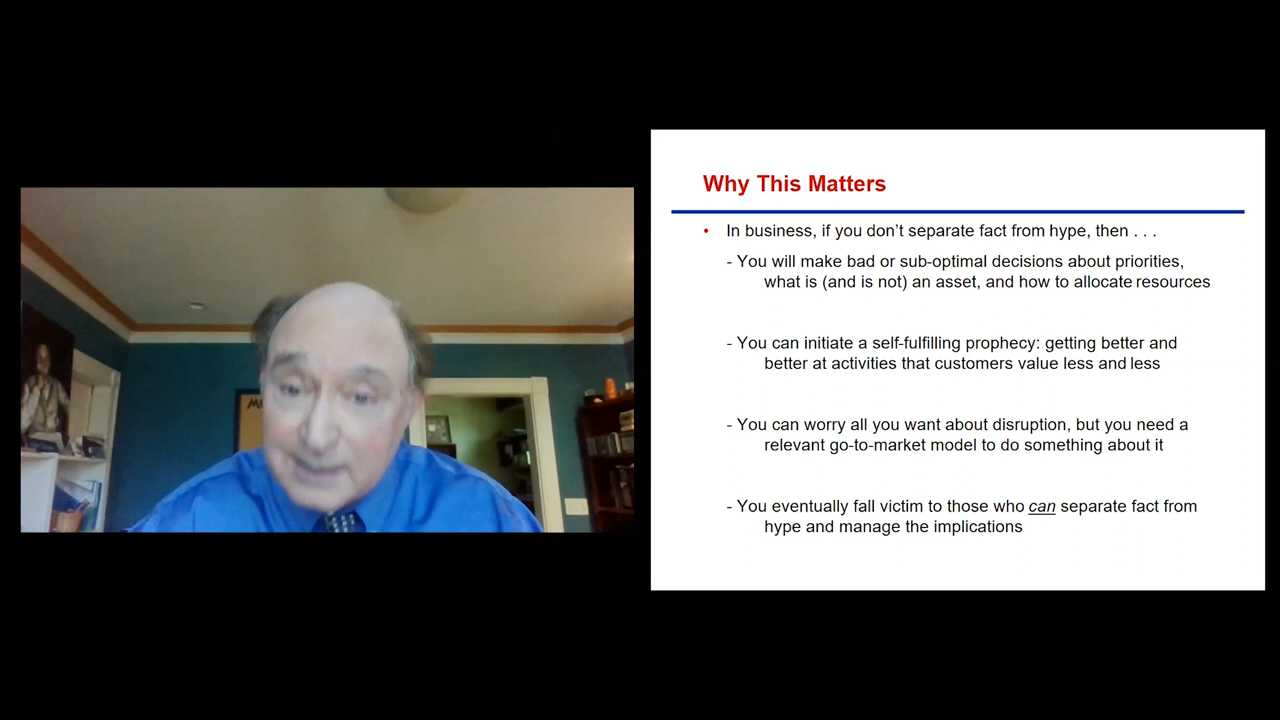 Why This Matters
• In business, if you don’t separate fact from hype, then . . .
- You will make bad or sub-optimal decisions about priorities,
what is (and is not) an asset, and how to allocate resources
- You can initiate a self-fulfilling prophecy: getting better and
better at activities that customers value less and less
- You can worry all you want about disruption, but you need a
relevant go-to-market model to do something about it
- You eventually fall victim to those who can separate fact from
hype and manage the implications